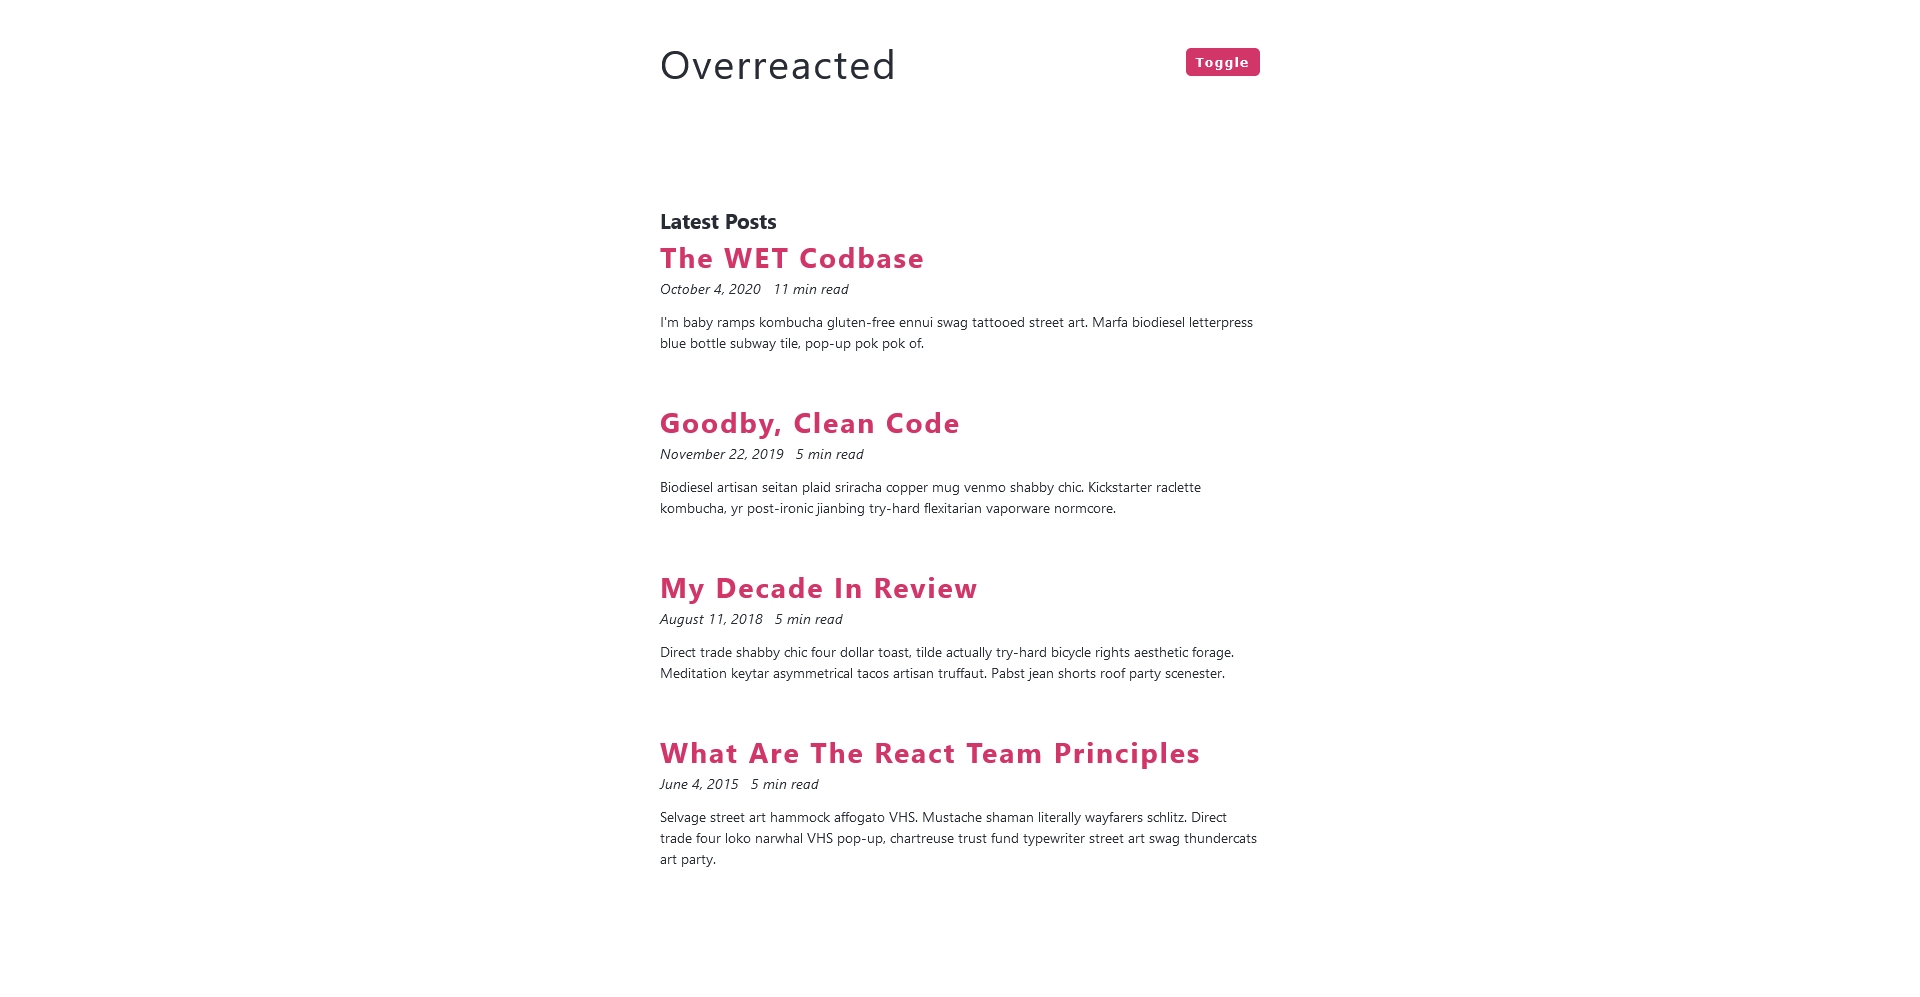 Overreacted
Toggle
Latest Posts
The WET Codbase
October 4, 2020 11 min read
I'm baby ramps kombucha gluten-free ennui swag tattooed street art. Marfa biodiesel letterpress
blue bottle subway tile, pop-up pok pok of.
Goodby, Clean Code
November 22, 2019 5 min read
Biodiesel artisan seitan plaid sriracha copper mug venmo shabby chic. Kickstarter raclette
kombucha, yr post-ironic jianbing try-hard flexitarian vaporware normcore.
My Decade In Review
August 11, 2018 5 min read
Direct trade shabby chic four dollar toast, tilde actually try-hard bicycle rights aesthetic forage.
Meditation keytar asymmetrical tacos artisan truffaut. Pabst jean shorts roof party scenester.
What Are The React Team Principles
June 4, 2015 5 min read
Selvage street art hammock affogato VHS. Mustache shaman literally wayfarers schlitz. Direct
trade four loko narwhal VHS pop-up, chartreuse trust fund typewriter street art swag thundercats
art party.